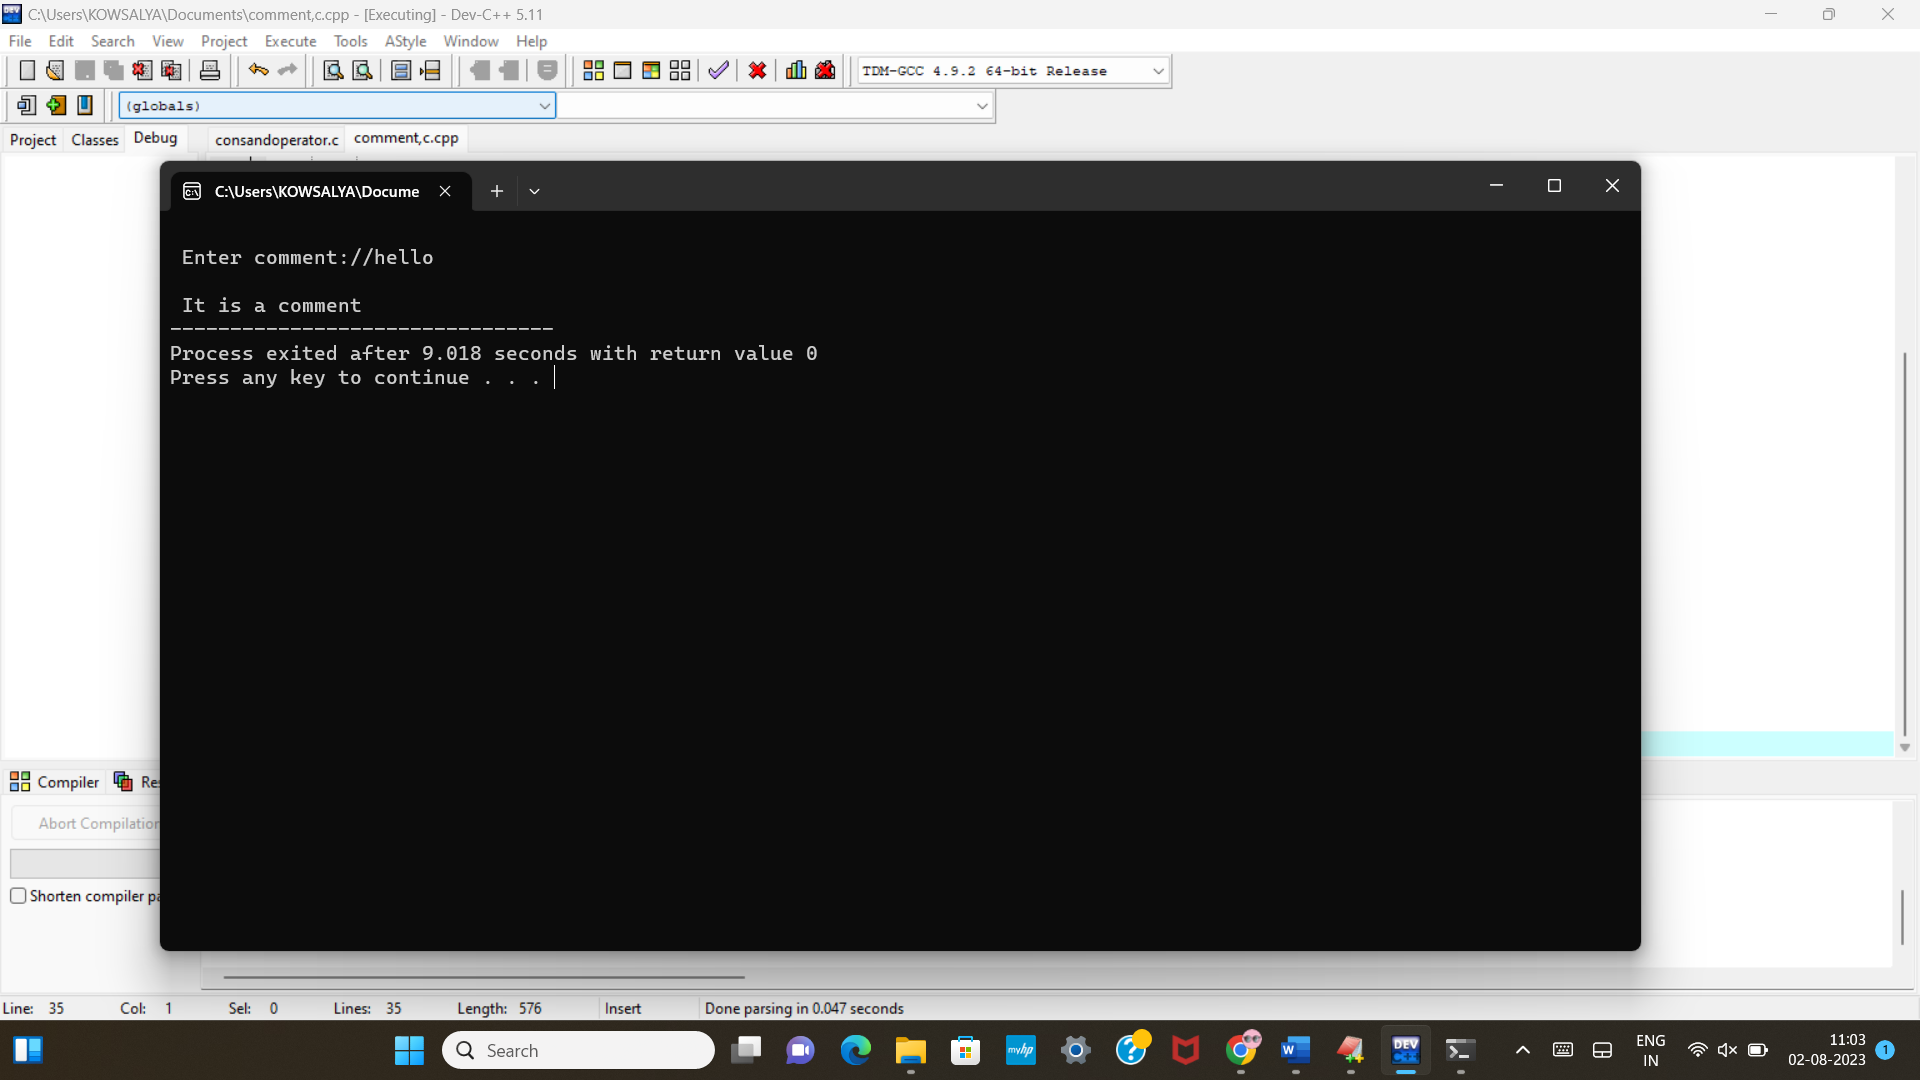 C:\Users\KOWSALYA\Documents\comment,c.cpp - [Executing] - Dev-C++ 5.11
File Edit Search View Project Execute Tools AStyle Window Help
TDM-GCC 4.9.2 64-bit Release
(globals)
Project Classes Debug consandoperator.c comment,c.cpp
C:\Users\KOWSALYA\Docume
Enter comment://hello
It is a comment
--------------------------------
Process exited after 9.018 seconds with return value 0
Press any key to continue . . .
Compiler
Abort Compilation
Shorten compiler
Line: 35 Col: 1 Sel: 0 Lines: 35 Length: 576 Insert Done parsing in 0.047 seconds
Search
myhp
W
DEV
C++
ENG
IN
11:03
02-08-2023
1